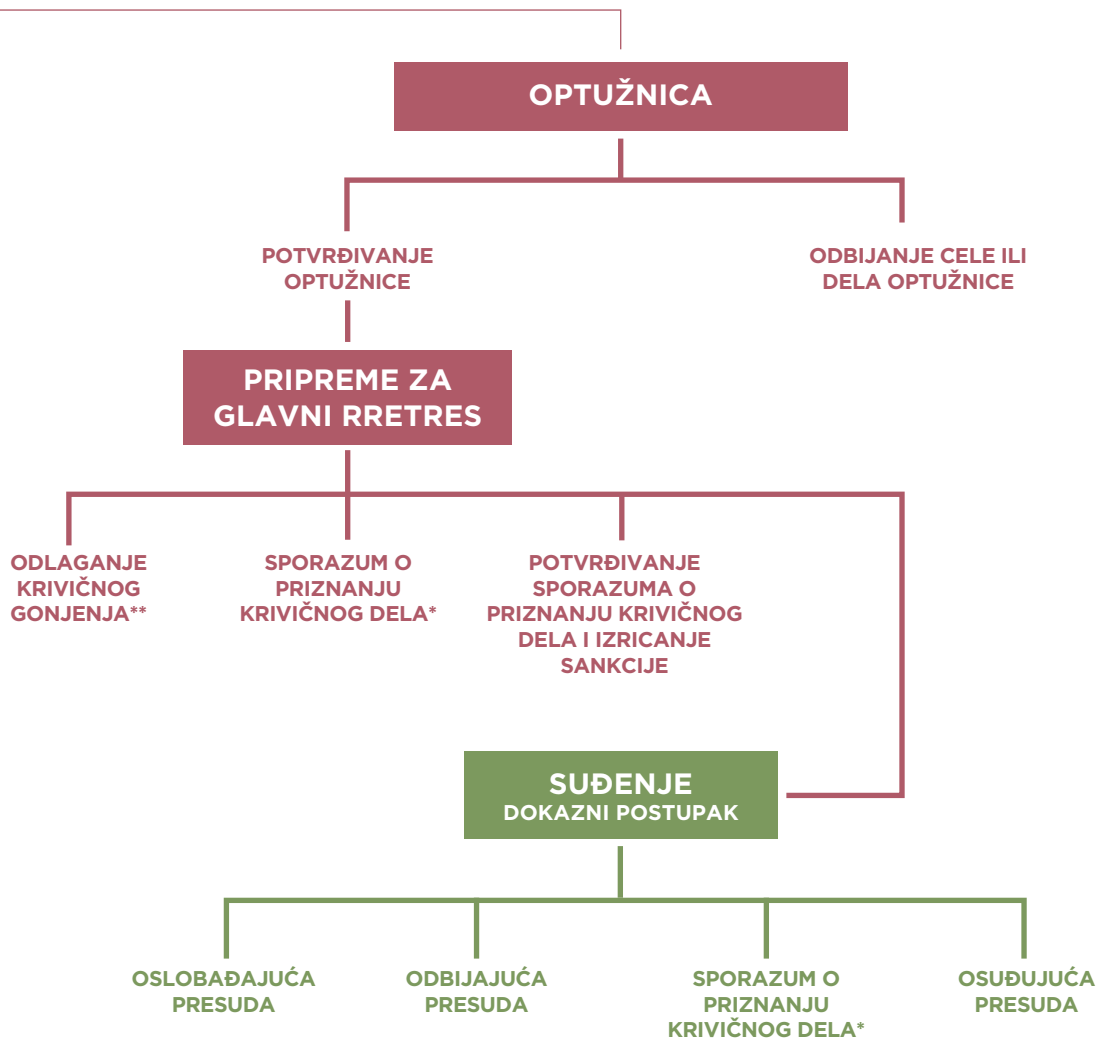 OPTUŽNICA
POTVRĐIVANJE
OPTUŽNICE
ODBIJANJE CELE ILI
DELA OPTUŽNICE
PRIPREME ZA
GLAVNI RRETRES
ODLAGANJE
KRIVIČNOG
GONJENJA**
SPORAZUM O
PRIZNANJU
KRIVIČNOG DELA*
POTVRĐIVANJE
SPORAZUMA O
PRIZNANJU KRIVIČNOG
DELA I IZRICANJE
SANKCIJE
SUĐENJE
DOKAZNI POSTUPAK
OSLOBAĐAJUĆA
PRESUDA
ODBIJAJUĆA
PRESUDA
SPORAZUM O
PRIZNANJU
KRIVIČNOG DELA*
OSUĐUJUĆA
PRESUDA